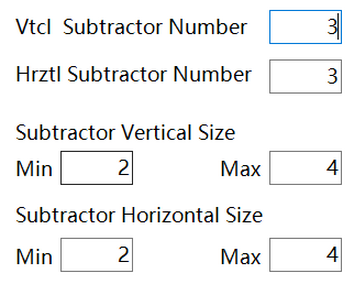 Vtcl Subtractor Number 3
Hrztl Subtractor Number 3
Subtractor Vertical Size
Min 2 Max 4
Subtractor Horizontal Size
Min 2 Max 4